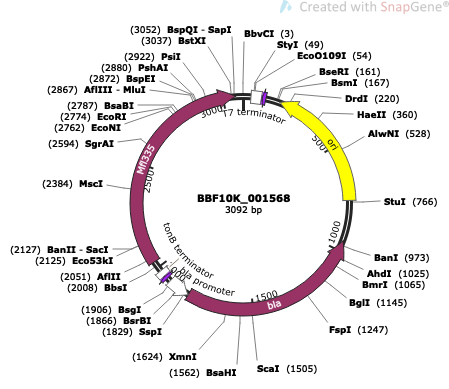 Created with SnapGene®
(3052) BspQI - SapI
(3037) BstXI
(2922) PsiI
(2880) PshAI
(2872) BspEI
(2867) AflIII - MluI
(2787) BsaBI
(2774) EcoRI
(2762) EcoNI
(2594) SgrAI
(2384) MscI
(2127) BanII - SacI
(2125) Eco53kI
(2051) AflII
(2008) BbsI
(1906) BsgI
(1866) BsrBI
(1829) SspI
(1624) XmnI
(1562) BsaHI
BbvCI (3)
StyI (49)
EcoO109I (54)
BseRI (161)
BsmI (167)
DrdI (220)
HaeII (360)
AlwNI (528)
StuI (766)
BanI (973)
AhdI (1025)
BmrI (1065)
BglI (1145)
FspI (1247)
ScaI (1505)
BBF10K_001568
3092 bp
T7 terminator
ori
bla
bla promoter
tonB terminator
Mfl335
500
1000
1500
2500
3000